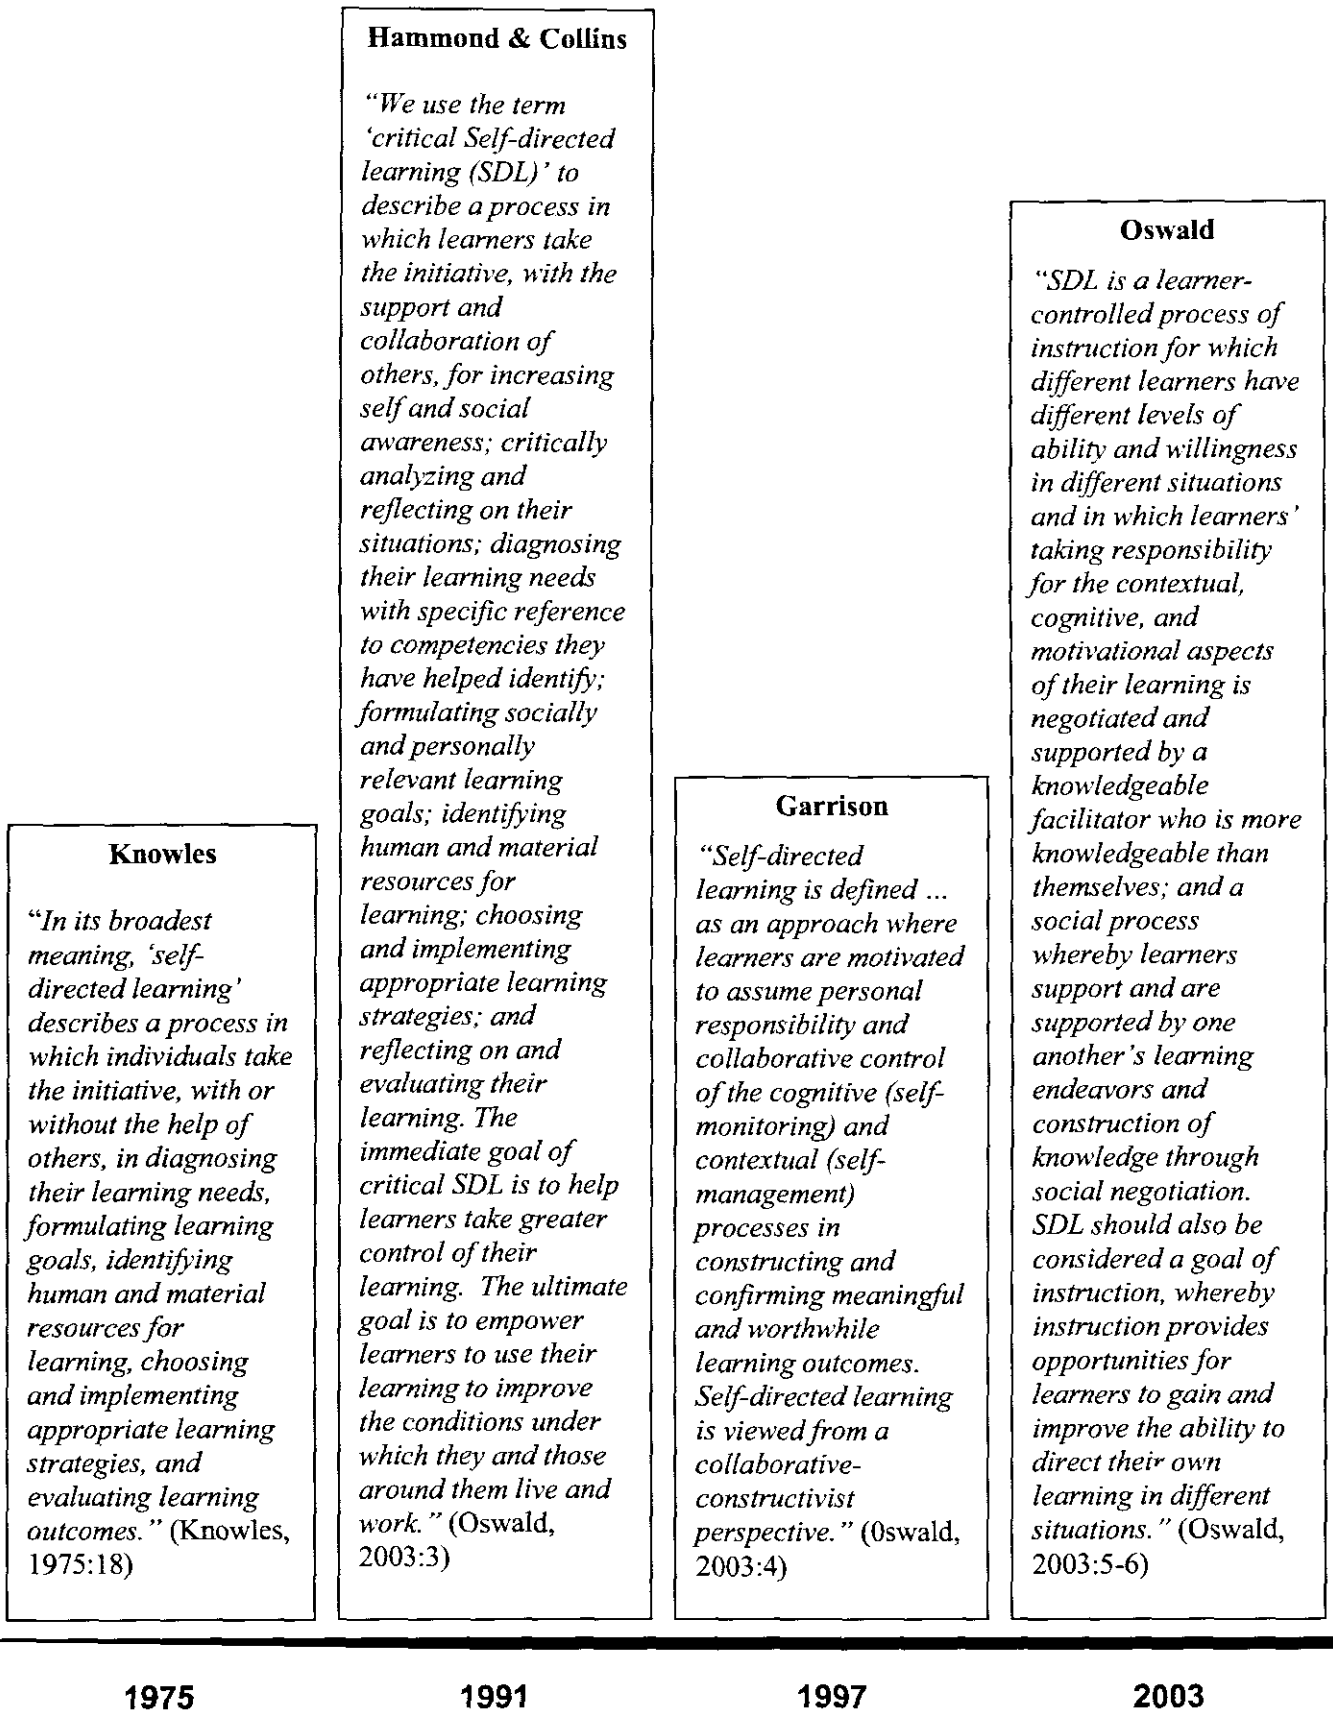 Hammond & Collins
“We use the term
‘critical Self-directed
learning (SDL)’ to
describe a process in
which learners take
the initiative, with the
support and
collaboration of
others, for increasing
self and social
awareness; critically
analyzing and
reflecting on their
situations; diagnosing
their learning needs
with specific reference
to competencies they
have helped identify;
formulating socially
and personally
relevant learning
goals; identifying
human and material
resources for
learning; choosing
and implementing
appropriate learning
strategies; and
reflecting on and
evaluating their
learning. The
immediate goal of
critical SDL is to help
learners take greater
control of their
learning. The ultimate
goal is to empower
learners to use their
learning to improve
the conditions under
which they and those
around them live and
work.” (Oswald,
2003:3)
Oswald
“SDL is a learner-
controlled process of
instruction for which
different learners have
different levels of
ability and willingness
in different situations
and in which learners’
taking responsibility
for the contextual,
cognitive, and
motivational aspects
of their learning is
negotiated and
supported by a
knowledgeable
facilitator who is more
knowledgeable than
themselves; and a
social process
whereby learners
support and are
supported by one
another’s learning
endeavors and
construction of
knowledge through
social negotiation.
SDL should also be
considered a goal of
instruction, whereby
instruction provides
opportunities for
learners to gain and
improve the ability to
direct their own
learning in different
situations.” (Oswald,
2003:5-6)
Garrison
“Self-directed
learning is defined ...
as an approach where
learners are motivated
to assume personal
responsibility and
collaborative control
of the cognitive (self-
monitoring) and
contextual (self-
management)
processes in
constructing and
confirming meaningful
and worthwhile
learning outcomes.
Self-directed learning
is viewed from a
collaborative-
constructivist
perspective.” (0swald,
2003:4)
Knowles
“In its broadest
meaning, ‘self-
directed learning’
describes a process in
which individuals take
the initiative, with or
without the help of
others, in diagnosing
their learning needs,
formulating learning
goals, identifying
human and material
resources for
learning, choosing
and implementing
appropriate learning
strategies, and
evaluating learning
outcomes.” (Knowles,
1975:18)
1975
1991
1997
2003